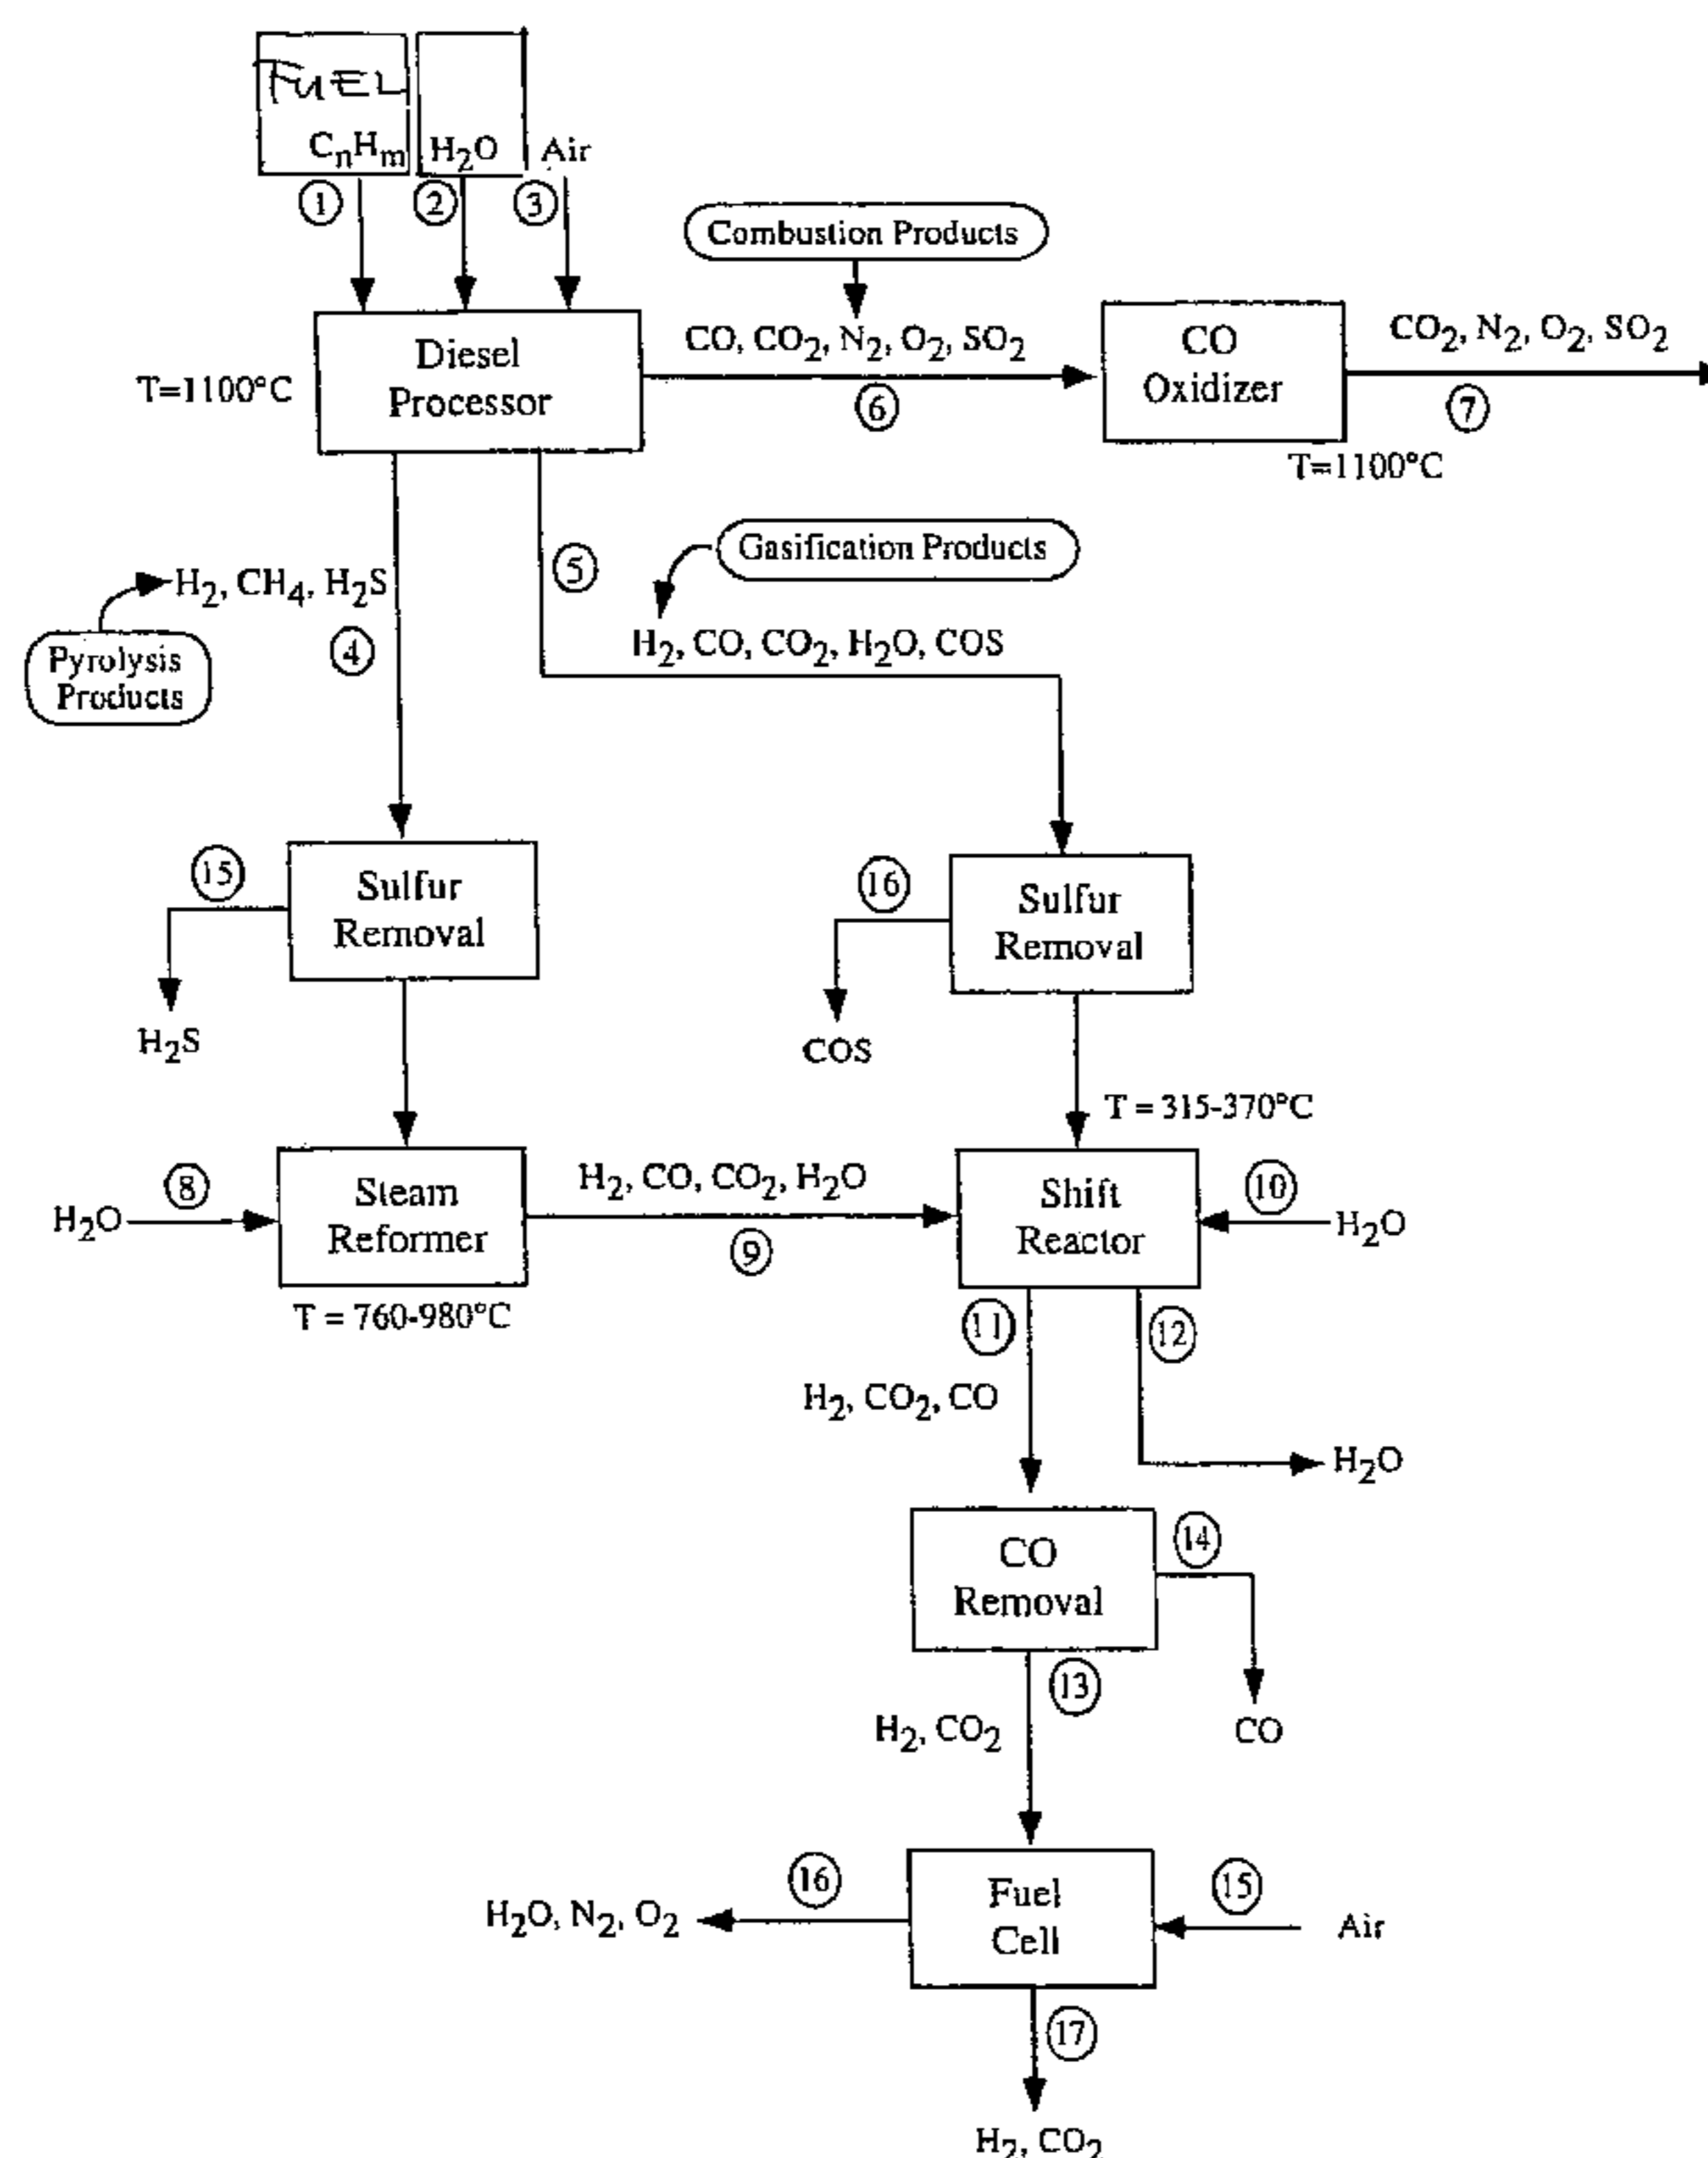 FUEL
CₙHₘ
H₂O
Air
①
②
③
Combustion Products
CO, CO₂, N₂, O₂, SO₂
CO₂, N₂, O₂, SO₂
Diesel
Processor
CO
Oxidizer
T=1100°C
⑥
⑦
T=1100°C
Gasification Products
⑤
H₂, CH₄, H₂S
④
Pyrolysis
Products
H₂, CO, CO₂, H₂O, COS
⑮
Sulfur
Removal
⑯
Sulfur
Removal
H₂S
COS
T = 315-370°C
⑧
H₂O
Steam
Reformer
H₂, CO, CO₂, H₂O
⑨
Shift
Reactor
⑩
H₂O
T = 760-980°C
⑪
⑫
H₂, CO₂, CO
H₂O
CO
Removal
⑭
⑬
H₂, CO₂
CO
⑯
H₂O, N₂, O₂
Fuel
Cell
⑮
Air
⑰
H₂, CO₂